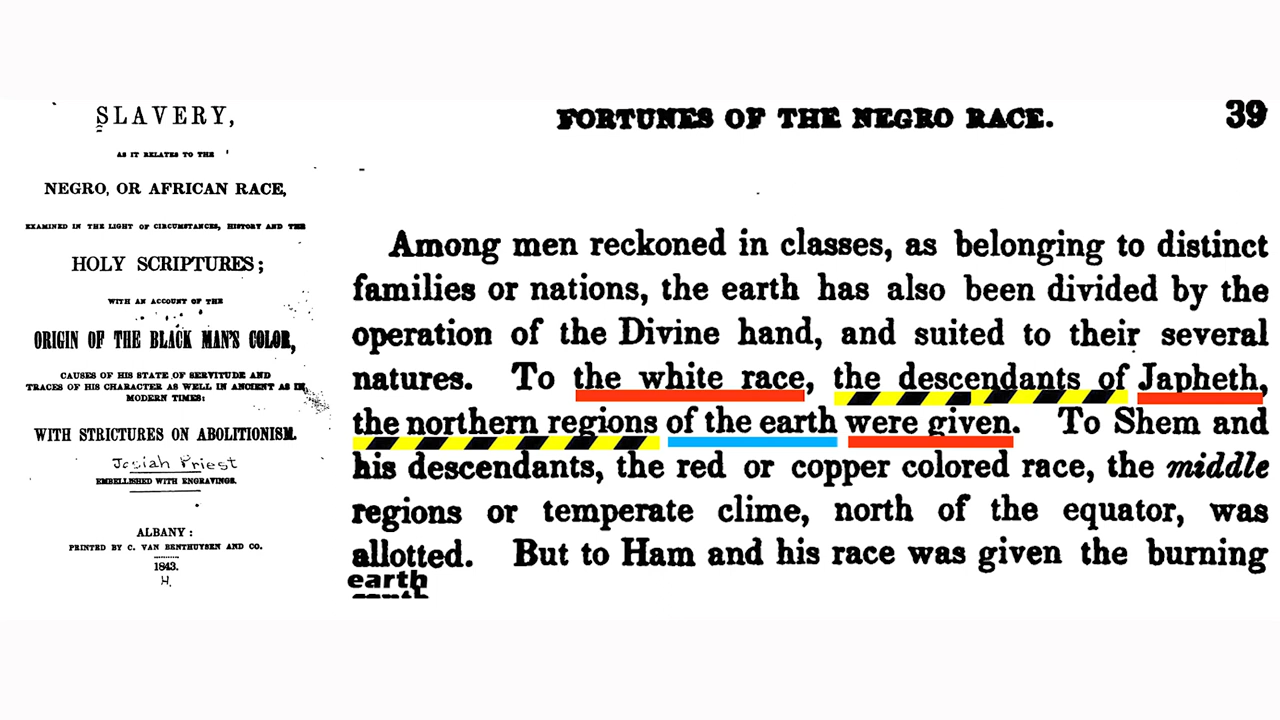 SLAVERY,
AS IT RELATES TO THE
NEGRO, OR AFRICAN RACE,
EXAMINED IN THE LIGHT OF CIRCUMSTANCES, HISTORY AND THE
HOLY SCRIPTURES;
WITH AN ACCOUNT OF THE
ORIGIN OF THE BLACK MAN'S COLOR,
CAUSES OF HIS STATE OF SERVITUDE AND
TRACES OF HIS CHARACTER AS WELL IN ANCIENT AS IN
MODERN TIMES:
WITH STRICTURES ON ABOLITIONISM.
Josiah Priest
EMBELLISHED WITH ENGRAVINGS.
ALBANY:
PRINTED BY C. VAN BENTHUYSEN AND CO.
1843.
H.
FORTUNES OF THE NEGRO RACE. 39
Among men reckoned in classes, as belonging to distinct
families or nations, the earth has also been divided by the
operation of the Divine hand, and suited to their several
natures. To the white race, the descendants of Japheth,
the northern regions of the earth were given. To Shem and
his descendants, the red or copper colored race, the middle
regions or temperate clime, north of the equator, was
allotted. But to Ham and his race was given the burning
earth